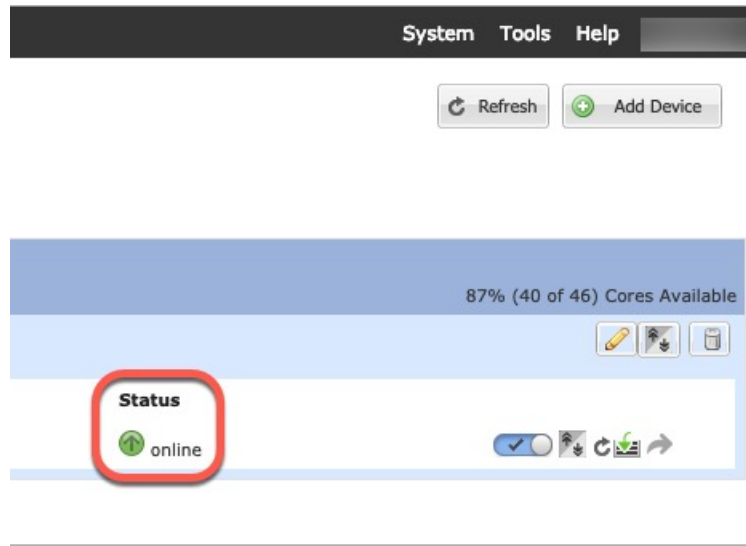 System Tools Help
Refresh Add Device
87% (40 of 46) Cores Available
Status
online